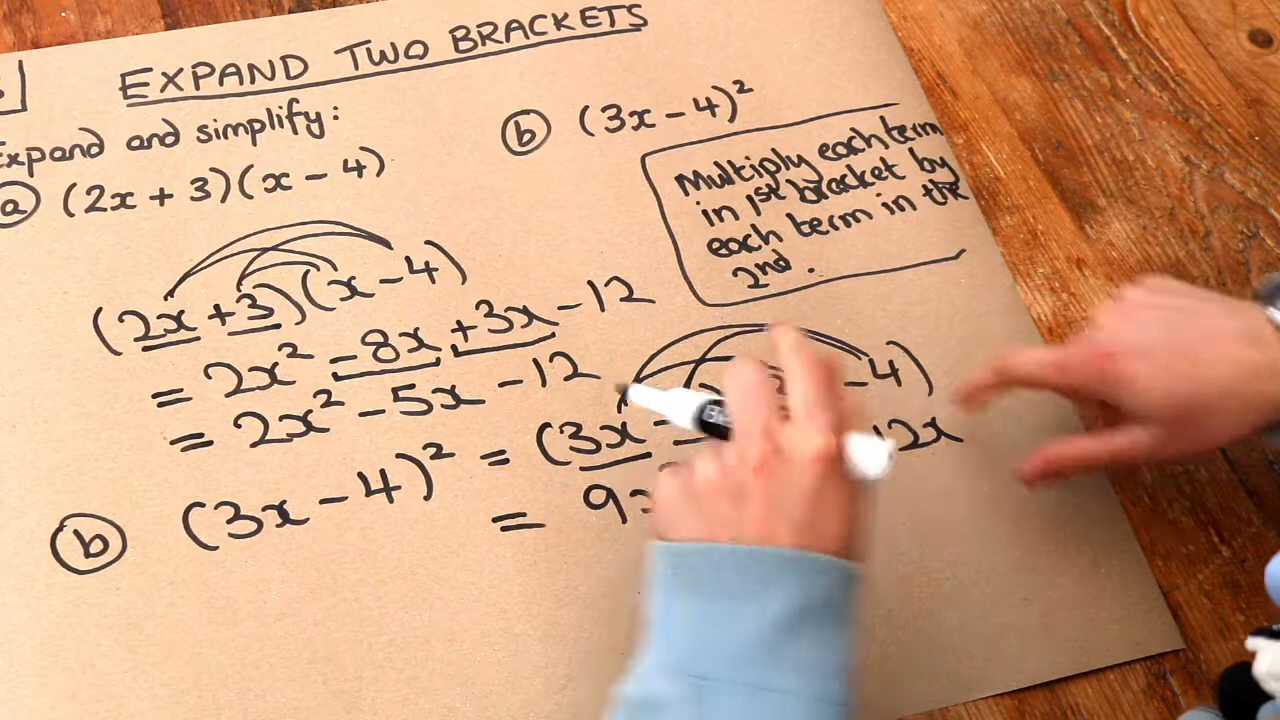 EXPAND TWO BRACKETS
Expand and simplify:
(a) (2x + 3)(x - 4)
(b) (3x - 4)²
Multiply each term
in 1st bracket by
each term in the
2nd.
(2x + 3)(x - 4)
= 2x² - 8x + 3x - 12
= 2x² - 5x - 12
(b) (3x - 4)² = (3x - - 4)
= 9x 12x